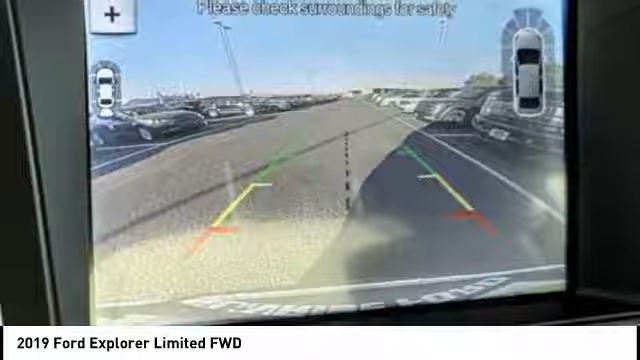 Please check surroundings for safety
+
2019 Ford Explorer Limited FWD